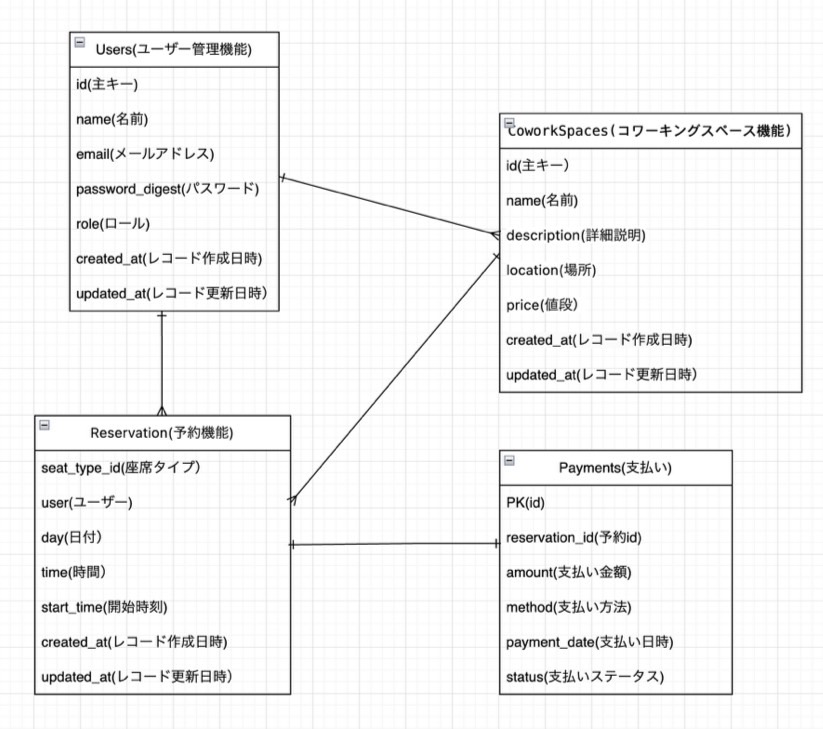 Users(ユーザー管理機能)
id(主キー)
name(名前)
email(メールアドレス)
password_digest(パスワード)
role(ロール)
created_at(レコード作成日時)
updated_at(レコード更新日時)
CoworkSpaces(コワーキングスペース機能)
id(主キー)
name(名前)
description(詳細説明)
location(場所)
price(値段)
created_at(レコード作成日時)
updated_at(レコード更新日時)
Reservation(予約機能)
seat_type_id(座席タイプ)
user(ユーザー)
day(日付)
time(時間)
start_time(開始時刻)
created_at(レコード作成日時)
updated_at(レコード更新日時)
Payments(支払い)
PK(id)
reservation_id(予約id)
amount(支払い金額)
method(支払い方法)
payment_date(支払い日時)
status(支払いステータス)